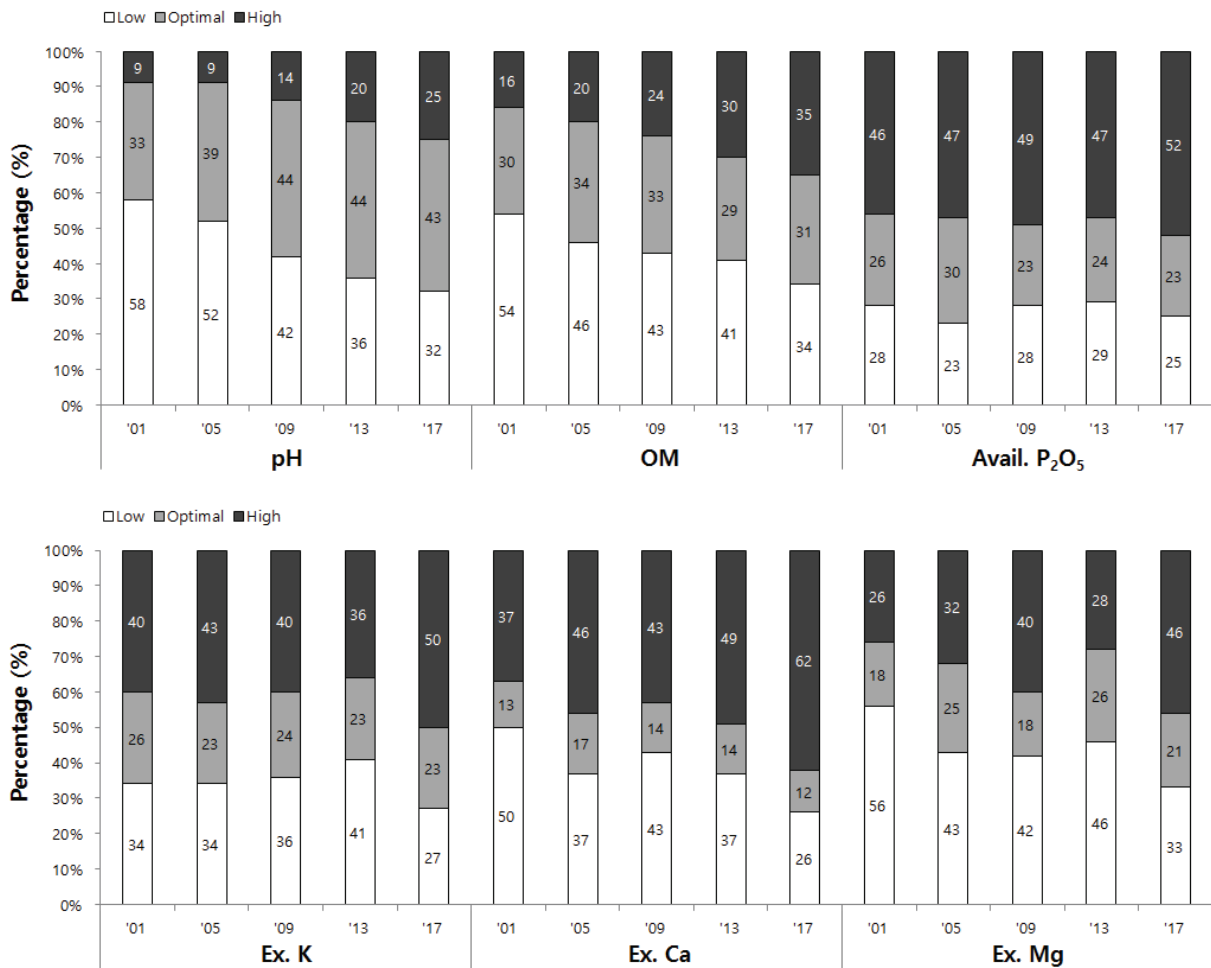 Low Optimal High
Percentage (%)
100%
90%
80%
70%
60%
50%
40%
30%
20%
10%
0%
9 9 14 20 25 16 20 24 30 35 46 47 49 47 52
33 39 44 44 43 30 34 33 29 31 26 30 23 24 23
58 52 42 36 32 54 46 43 41 34 28 23 28 29 25
'01 '05 '09 '13 '17 '01 '05 '09 '13 '17 '01 '05 '09 '13 '17
pH OM Avail. P₂O₅
Low Optimal High
Percentage (%)
100%
90%
80%
70%
60%
50%
40%
30%
20%
10%
0%
40 43 40 36 50 37 46 43 49 62 26 32 40 28 46
26 23 24 23 23 13 17 14 14 12 18 25 18 26 21
34 34 36 41 27 50 37 43 37 26 56 43 42 46 33
'01 '05 '09 '13 '17 '01 '05 '09 '13 '17 '01 '05 '09 '13 '17
Ex. K Ex. Ca Ex. Mg